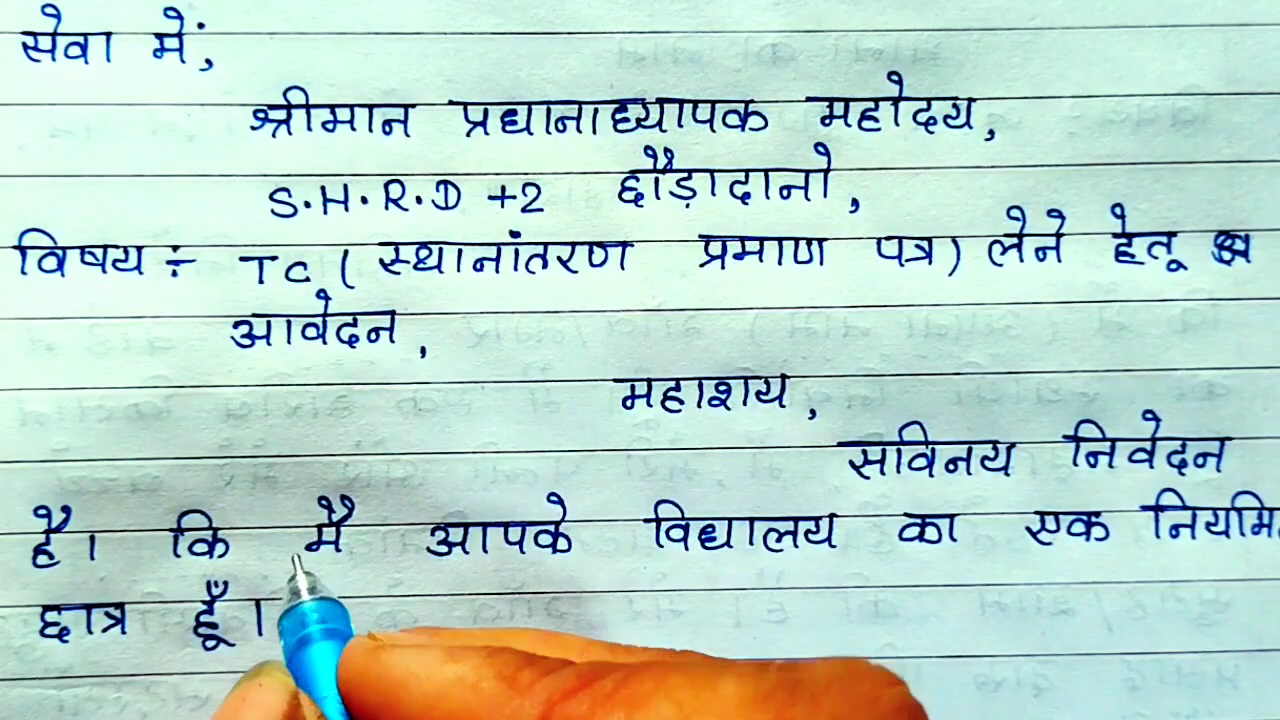 सेवा में,
श्रीमान प्रधानाध्यापक महोदय,
S.H.R.D +2 छौड़ादानो,
विषय ÷ TC ( स्थानांतरण प्रमाण पत्र) लेने हेतू
आवेदन,
महाशय,
सविनय निवेदन
है। कि मै आपके विद्यालय का एक नियमि
छात्र हूँ।